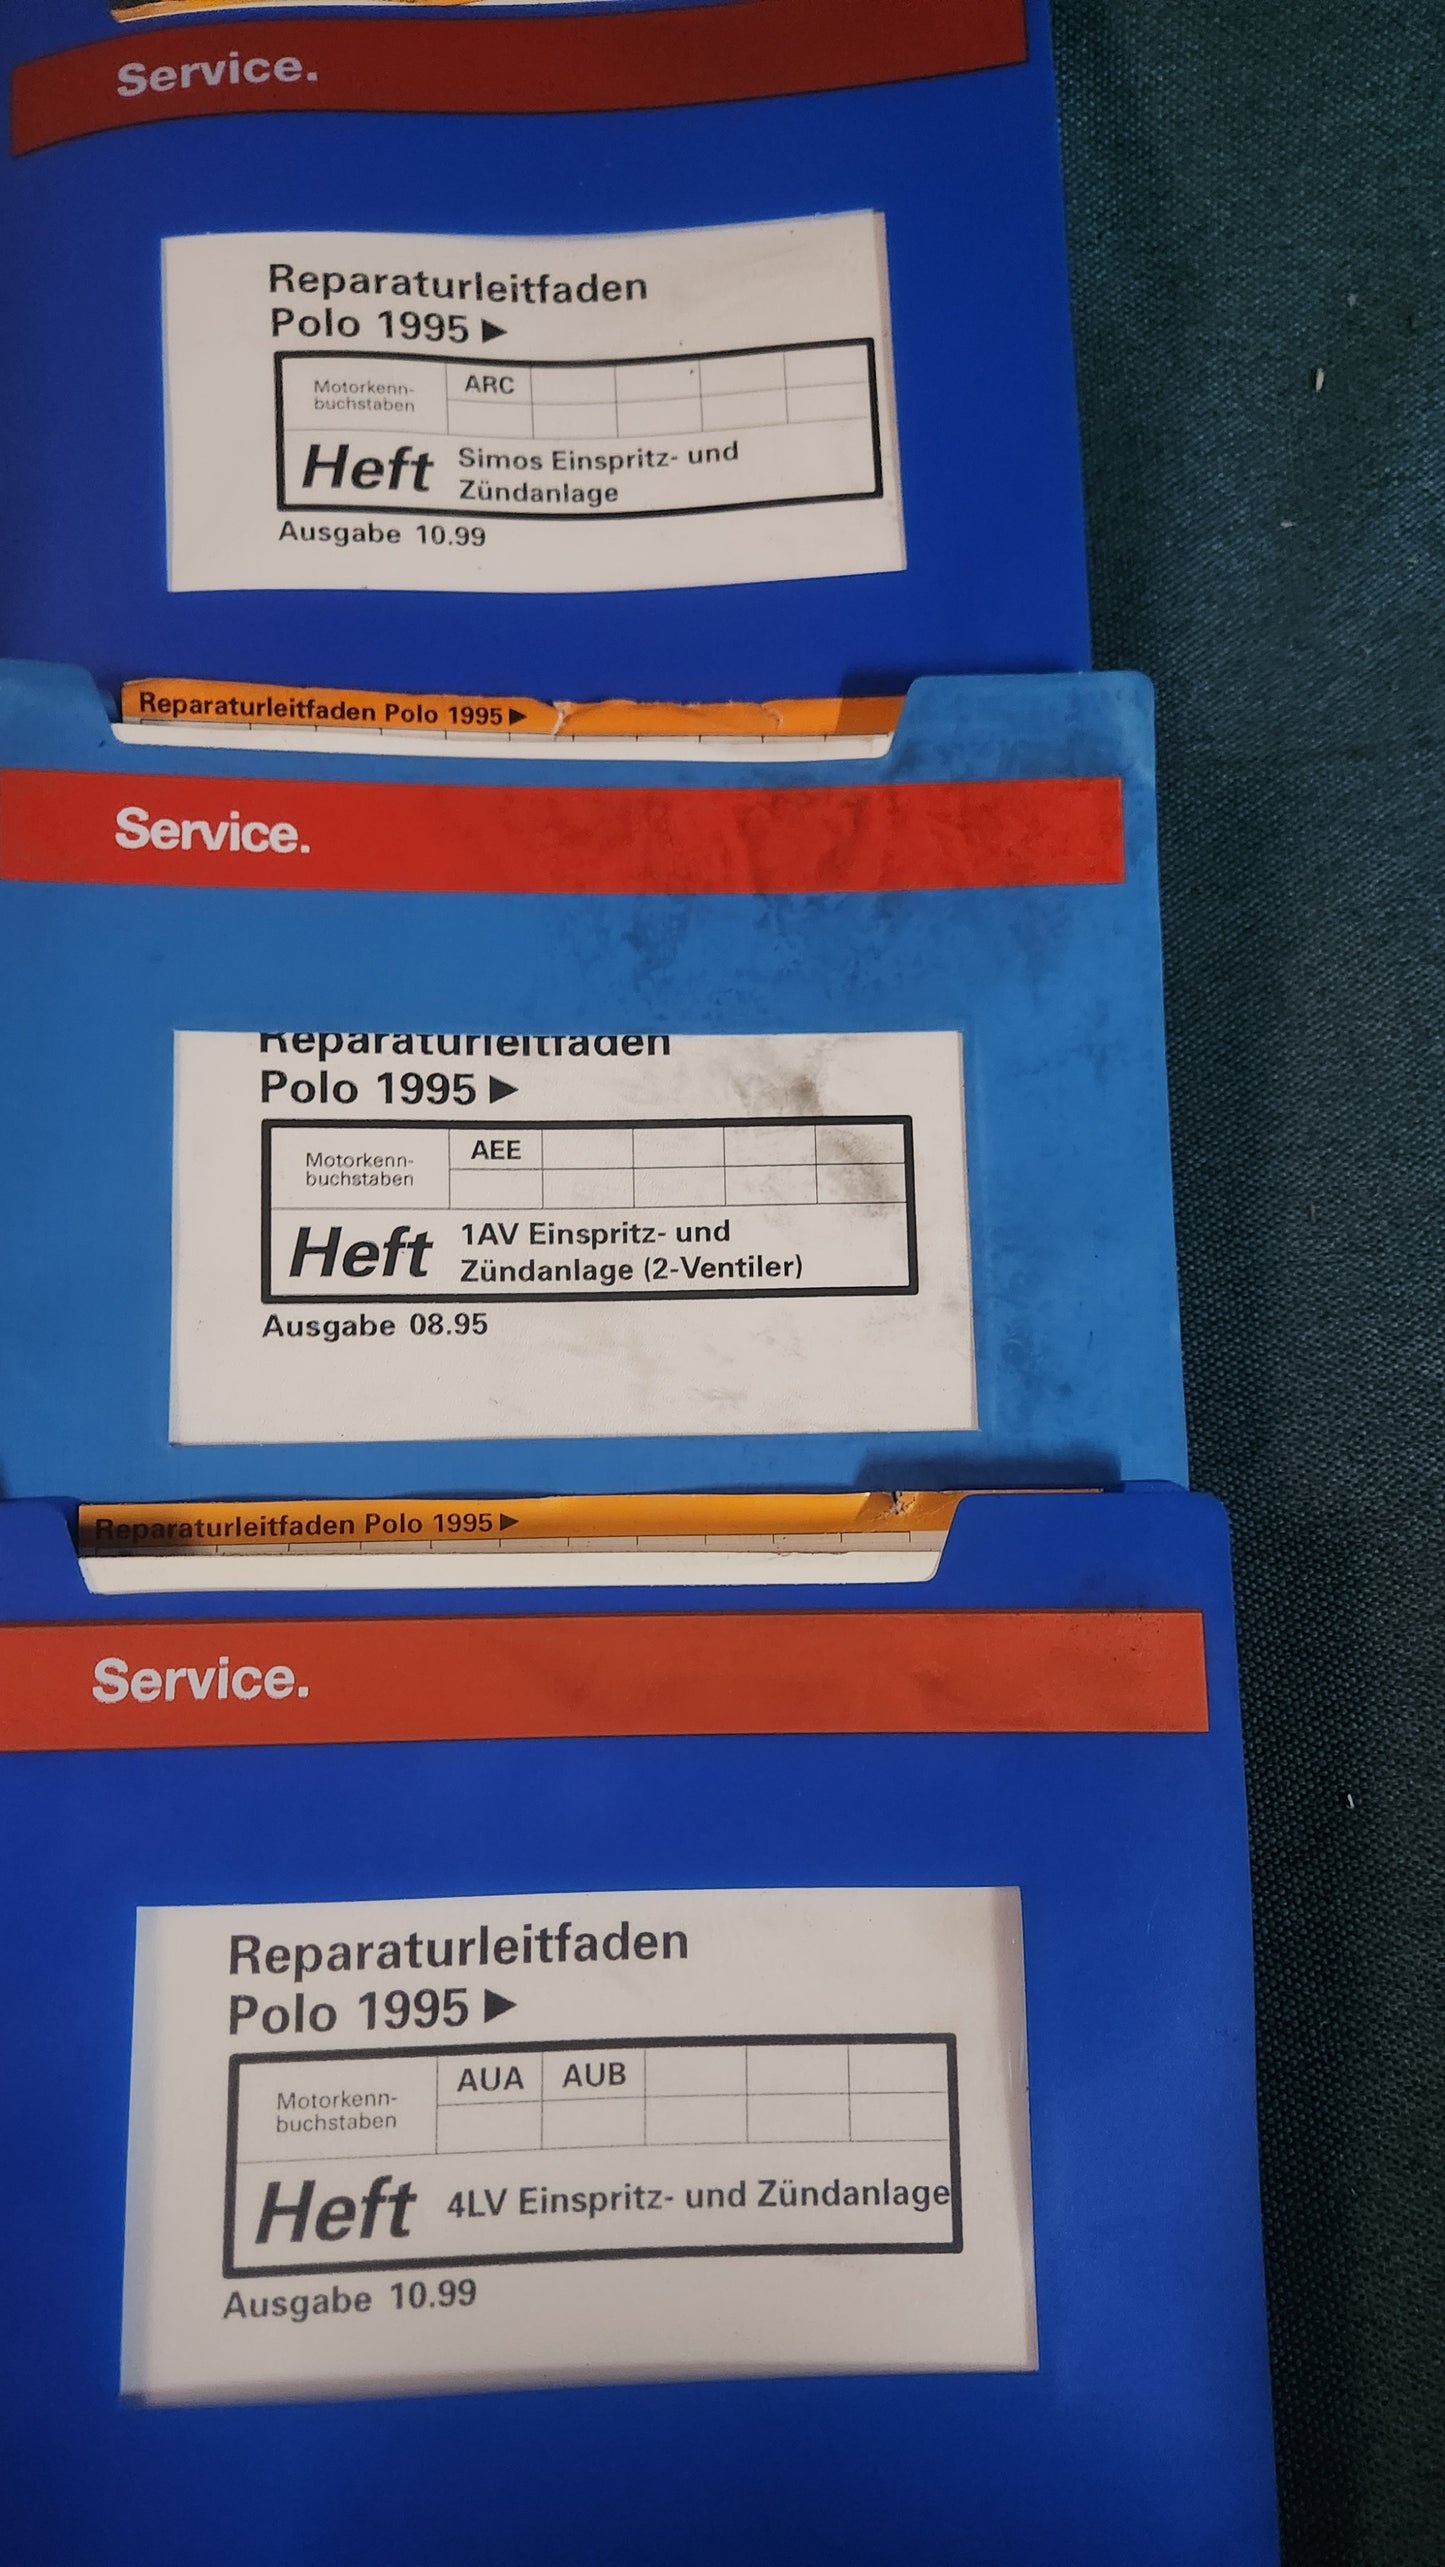 Service.
Reparaturleitfaden
Polo 1995 ▶
Motorkenn-
buchstaben
ARC
Heft
Simos Einspritz- und
Zündanlage
Ausgabe 10.99
Reparaturleitfaden Polo 1995 ▶
Service.
Reparaturleitfaden
Polo 1995 ▶
Motorkenn-
buchstaben
AEE
Heft
1AV Einspritz- und
Zündanlage (2-Ventiler)
Ausgabe 08.95
Reparaturleitfaden Polo 1995 ▶
Service.
Reparaturleitfaden
Polo 1995 ▶
Motorkenn-
buchstaben
AUA AUB
Heft
4LV Einspritz- und Zündanlage
Ausgabe 10.99